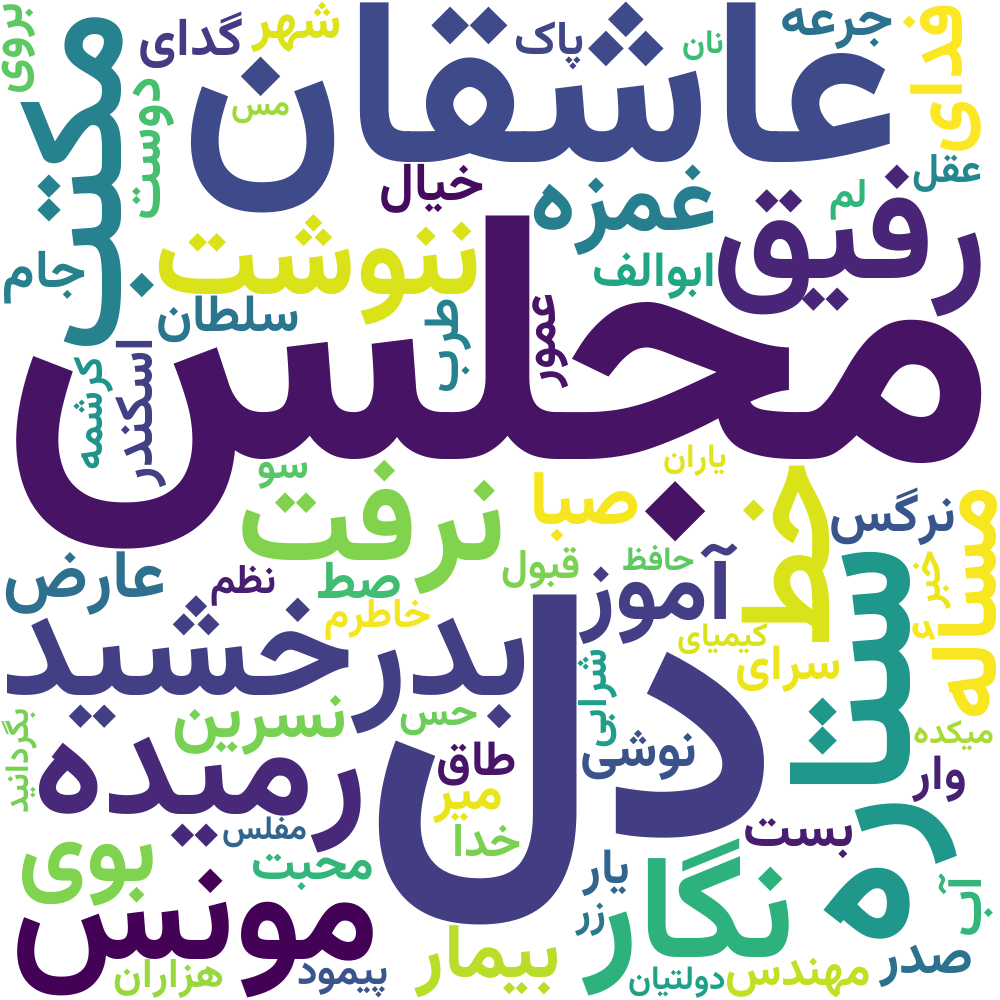 بروی
مکتب
گدای
شهر
عاشقان
پاک
نان
جرعه
فدای
مس
دوست
خیال
غمزه
لم
عقل
رفیق
ننوشت
ابوالف
جام
سلطان
طرب
عمور
مجلس
اسکندر
کرشمه
سو
یاران
نرفت
صبا
خط
نرگس
مسأله
عارض
نظم
صط
قبول
حافظ
آموز
ستاره
خبر
خاطرم
کیمیای
سرای
بدرخشید
دل
شرابی
نسرین
حس
میکده
بگردانید
رمیده
طاق
نوشی
وار
میر
مفلس
خدا
بست
بوی
محبت
یار
نگار
آب
مونس
زر
بیمار
صدر
هزاران
پیمود
دولتیان
مهندس